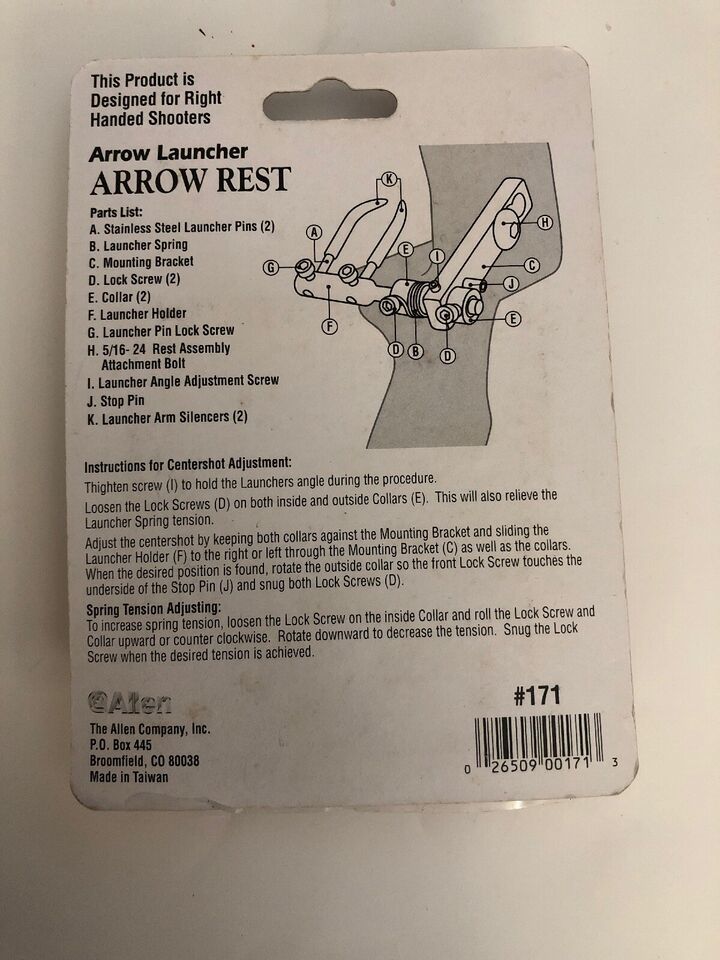 This Product is
Designed for Right
Handed Shooters
Arrow Launcher
ARROW REST
Parts List:
A. Stainless Steel Launcher Pins (2)
B. Launcher Spring
C. Mounting Bracket
D. Lock Screw (2)
E. Collar (2)
F. Launcher Holder
G. Launcher Pin Lock Screw
H. 5/16- 24 Rest Assembly
Attachment Bolt
I. Launcher Angle Adjustment Screw
J. Stop Pin
K. Launcher Arm Silencers (2)
K
A
G
F
E
I
H
C
J
E
D
B
D
Instructions for Centershot Adjustment:
Thighten screw (I) to hold the Launchers angle during the procedure.
Loosen the Lock Screws (D) on both inside and outside Collars (E). This will also relieve the
Launcher Spring tension.
Adjust the centershot by keeping both collars against the Mounting Bracket and sliding the
Launcher Holder (F) to the right or left through the Mounting Bracket (C) as well as the collars.
When the desired position is found, rotate the outside collar so the front Lock Screw touches the
underside of the Stop Pin (J) and snug both Lock Screws (D).
Spring Tension Adjusting:
To increase spring tension, loosen the Lock Screw on the inside Collar and roll the Lock Screw and
Collar upward or counter clockwise. Rotate downward to decrease the tension. Snug the Lock
Screw when the desired tension is achieved.
Allen
The Allen Company, Inc.
P.O. Box 445
Broomfield, CO 80038
Made in Taiwan
#171
0 26509 00171 3